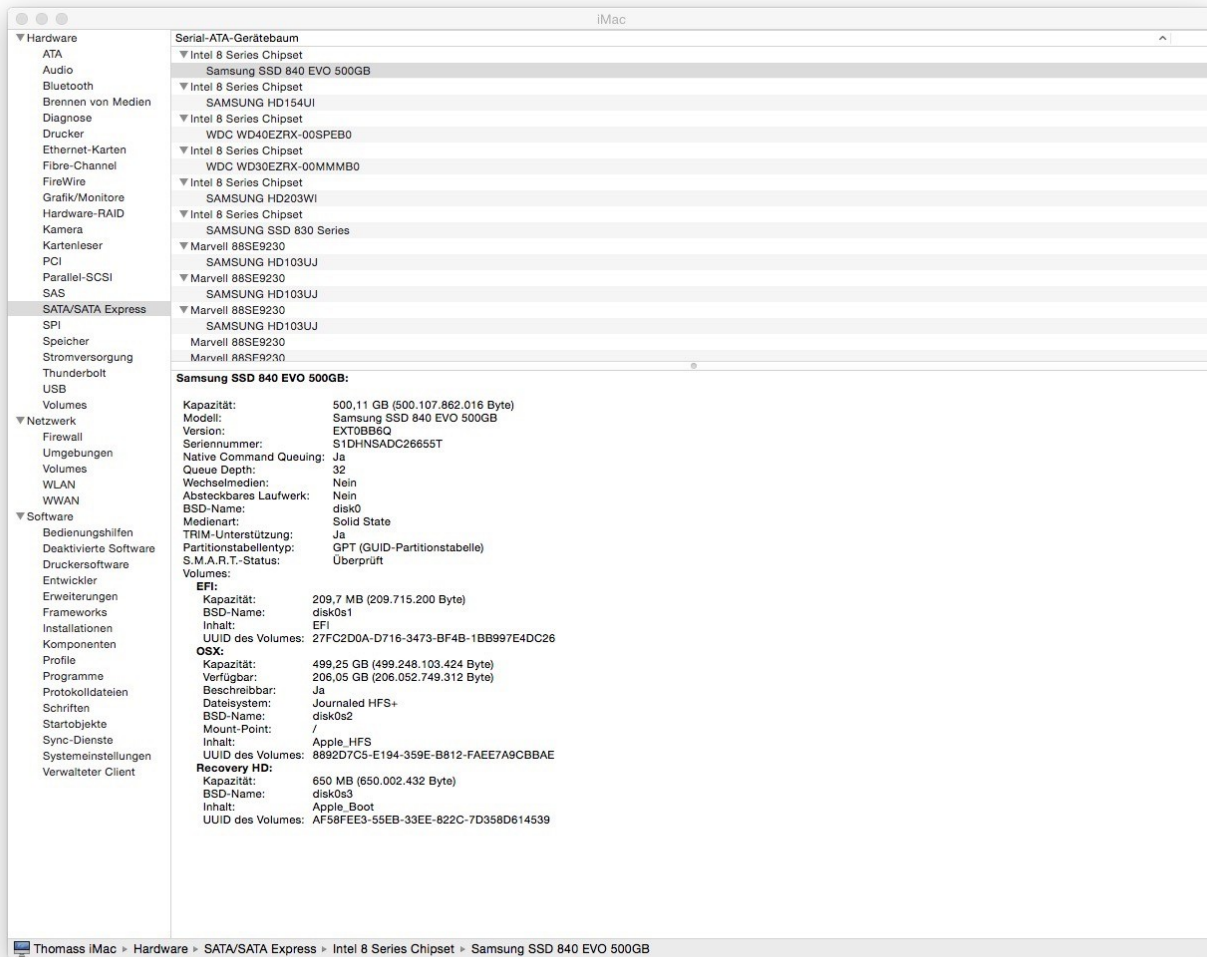 iMac
Hardware
ATA
Audio
Bluetooth
Brennen von Medien
Diagnose
Drucker
Ethernet-Karten
Fibre-Channel
FireWire
Grafik/Monitore
Hardware-RAID
Kamera
Kartenleser
PCI
Parallel-SCSI
SAS
SATA/SATA Express
SPI
Speicher
Stromversorgung
Thunderbolt
USB
Volumes
Netzwerk
Firewall
Umgebungen
Volumes
WLAN
WWAN
Software
Bedienungshilfen
Deaktivierte Software
Druckersoftware
Entwickler
Erweiterungen
Frameworks
Installationen
Komponenten
Profile
Programme
Protokolldateien
Schriften
Startobjekte
Sync-Dienste
Systemeinstellungen
Verwalteter Client
Serial-ATA-Gerätebaum
Intel 8 Series Chipset
Samsung SSD 840 EVO 500GB
Intel 8 Series Chipset
SAMSUNG HD154UI
Intel 8 Series Chipset
WDC WD40EZRX-00SPEB0
Intel 8 Series Chipset
WDC WD30EZRX-00MMMB0
Intel 8 Series Chipset
SAMSUNG HD203WI
Intel 8 Series Chipset
SAMSUNG SSD 830 Series
Marvell 88SE9230
SAMSUNG HD103UJ
Marvell 88SE9230
SAMSUNG HD103UJ
Marvell 88SE9230
SAMSUNG HD103UJ
Marvell 88SE9230
Marvell 88SE9230
Samsung SSD 840 EVO 500GB:
Kapazität: 500,11 GB (500.107.862.016 Byte)
Modell: Samsung SSD 840 EVO 500GB
Version: EXT0BB6Q
Seriennummer: S1DHNSADC26655T
Native Command Queuing: Ja
Queue Depth: 32
Wechselmedien: Nein
Absteckbares Laufwerk: Nein
BSD-Name: disk0
Medienart: Solid State
TRIM-Unterstützung: Ja
Partitionstabellentyp: GPT (GUID-Partitionstabelle)
S.M.A.R.T.-Status: Überprüft
Volumes:
EFI:
Kapazität: 209,7 MB (209.715.200 Byte)
BSD-Name: disk0s1
Inhalt: EFI
UUID des Volumes: 27FC2D0A-D716-3473-BF4B-1BB997E4DC26
OSX:
Kapazität: 499,25 GB (499.248.103.424 Byte)
Verfügbar: 206,05 GB (206.052.749.312 Byte)
Beschreibbar: Ja
Dateisystem: Journaled HFS+
BSD-Name: disk0s2
Mount-Point: /
Inhalt: Apple_HFS
UUID des Volumes: 8892D7C5-E194-359E-B812-FAEE7A9CBBAE
Recovery HD:
Kapazität: 650 MB (650.002.432 Byte)
BSD-Name: disk0s3
Inhalt: Apple_Boot
UUID des Volumes: AF58FEE3-55EB-33EE-822C-7D358D614539
Thomass iMac ▸ Hardware ▸ SATA/SATA Express ▸ Intel 8 Series Chipset ▸ Samsung SSD 840 EVO 500GB